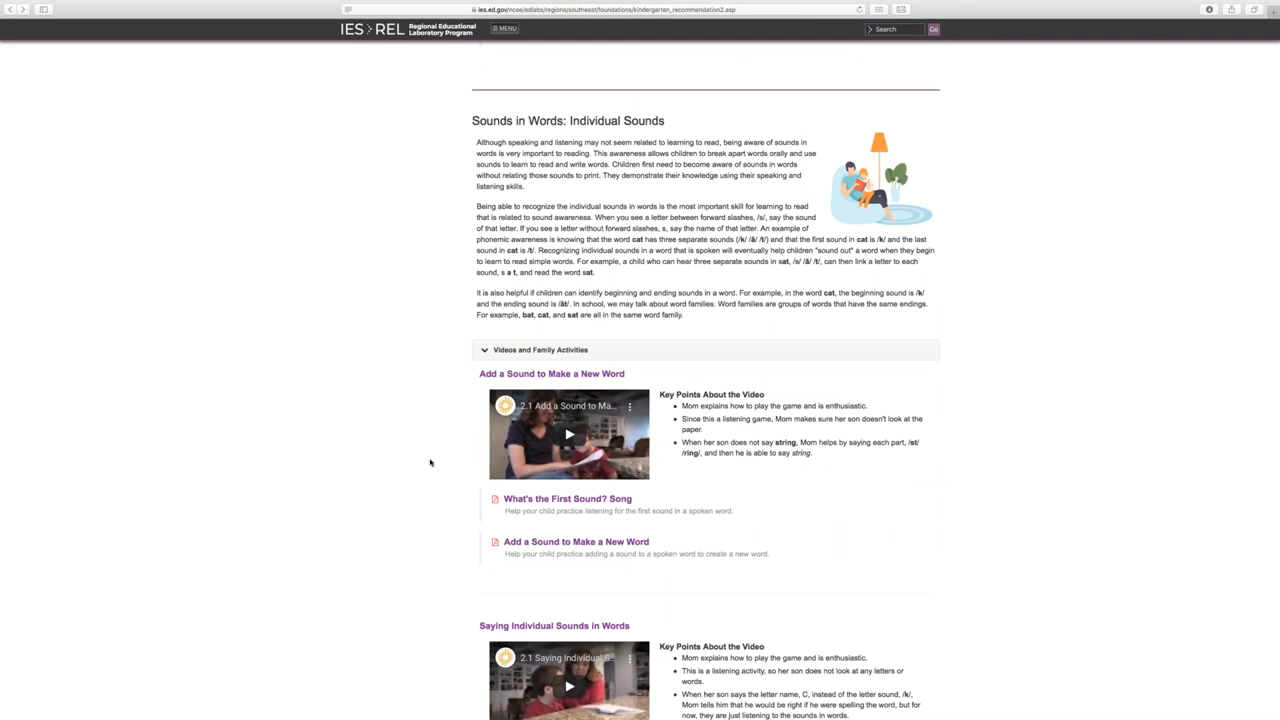 ies.ed.gov/ncee/edlabs/regions/southeast/foundations/kindergarten_recommendation2.asp
IES REL Regional Educational
Laboratory Program
MENU
Search
Go
Sounds in Words: Individual Sounds
Although speaking and listening may not seem related to learning to read, being aware of sounds in
words is very important to reading. This awareness allows children to break apart words orally and use
sounds to learn to read and write words. Children first need to become aware of sounds in words
without relating those sounds to print. They demonstrate their knowledge using their speaking and
listening skills.
Being able to recognize the individual sounds in words is the most important skill for learning to read
that is related to sound awareness. When you see a letter between forward slashes, /s/, say the sound
of that letter. If you see a letter without forward slashes, s, say the name of that letter. An example of
phonemic awareness is knowing that the word cat has three separate sounds (/k/ /ă/ /t/) and that the first sound in cat is /k/ and the last
sound in cat is /t/. Recognizing individual sounds in a word that is spoken will eventually help children "sound out" a word when they begin
to learn to read simple words. For example, a child who can hear three separate sounds in sat, /s/ /ă/ /t/, can then link a letter to each
sound, s a t, and read the word sat.
It is also helpful if children can identify beginning and ending sounds in a word. For example, in the word cat, the beginning sound is /k/
and the ending sound is /ăt/. In school, we may talk about word families. Word families are groups of words that have the same endings.
For example, bat, cat, and sat are all in the same word family.
Videos and Family Activities
Add a Sound to Make a New Word
2.1 Add a Sound to Ma...
Key Points About the Video
Mom explains how to play the game and is enthusiastic.
Since this a listening game, Mom makes sure her son doesn't look at the
paper.
When her son does not say string, Mom helps by saying each part, /st/
/ring/, and then he is able to say string.
What's the First Sound? Song
Help your child practice listening for the first sound in a spoken word.
Add a Sound to Make a New Word
Help your child practice adding a sound to a spoken word to create a new word.
Saying Individual Sounds in Words
2.1 Saying Individual S...
Key Points About the Video
Mom explains how to play the game and is enthusiastic.
This is a listening activity, so her son does not look at any letters or
words.
When her son says the letter name, C, instead of the letter sound, /k/,
Mom tells him that he would be right if he were spelling the word, but for
now, they are just listening to the sounds in words.